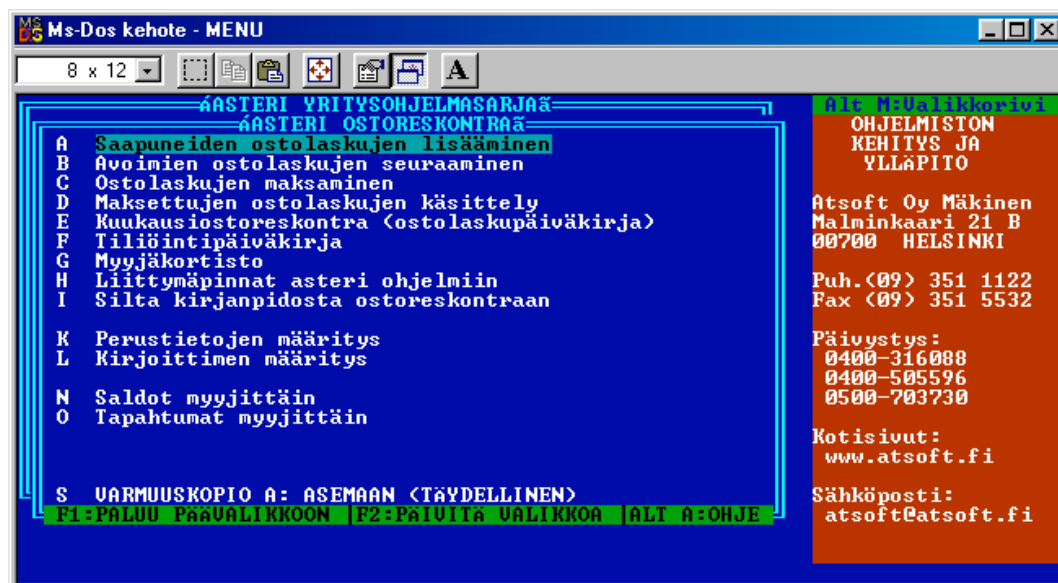 Ms-Dos kehote - MENU
8 x 12
A
ÁASTERI YRITYSOHJELMASARJAã
ÁASTERI OSTORESKONTRAã
A Saapuneiden ostolaskujen lisääminen
B Avoimien ostolaskujen seuraaminen
C Ostolaskujen maksaminen
D Maksettujen ostolaskujen käsittely
E Kuukausiostoreskontra (ostolaskupäiväkirja)
F Tiliöintipäiväkirja
G Myyjäkortisto
H Liittymäpinnat asteri ohjelmiin
I Silta kirjanpidosta ostoreskontraan
K Perustietojen määritys
L Kirjoittimen määritys
N Saldot myyjittäin
O Tapahtumat myyjittäin
S VARMUUSKOPIO A: ASEMAAN (TÄYDELLINEN)
F1:PALUU PÄÄVALIKKOON |F2:PÄIVITÄ VALIKKOA |ALT A:OHJE
Alt M:Valikkorivi
OHJELMISTON
KEHITYS JA
YLLÄPITO
Atsoft Oy Mäkinen
Malminkaari 21 B
00700 HELSINKI
Puh.(09) 351 1122
Fax (09) 351 5532
Päivystys:
0400-316088
0400-505596
0500-703730
Kotisivut:
www.atsoft.fi
Sähköposti:
atsoft@atsoft.fi